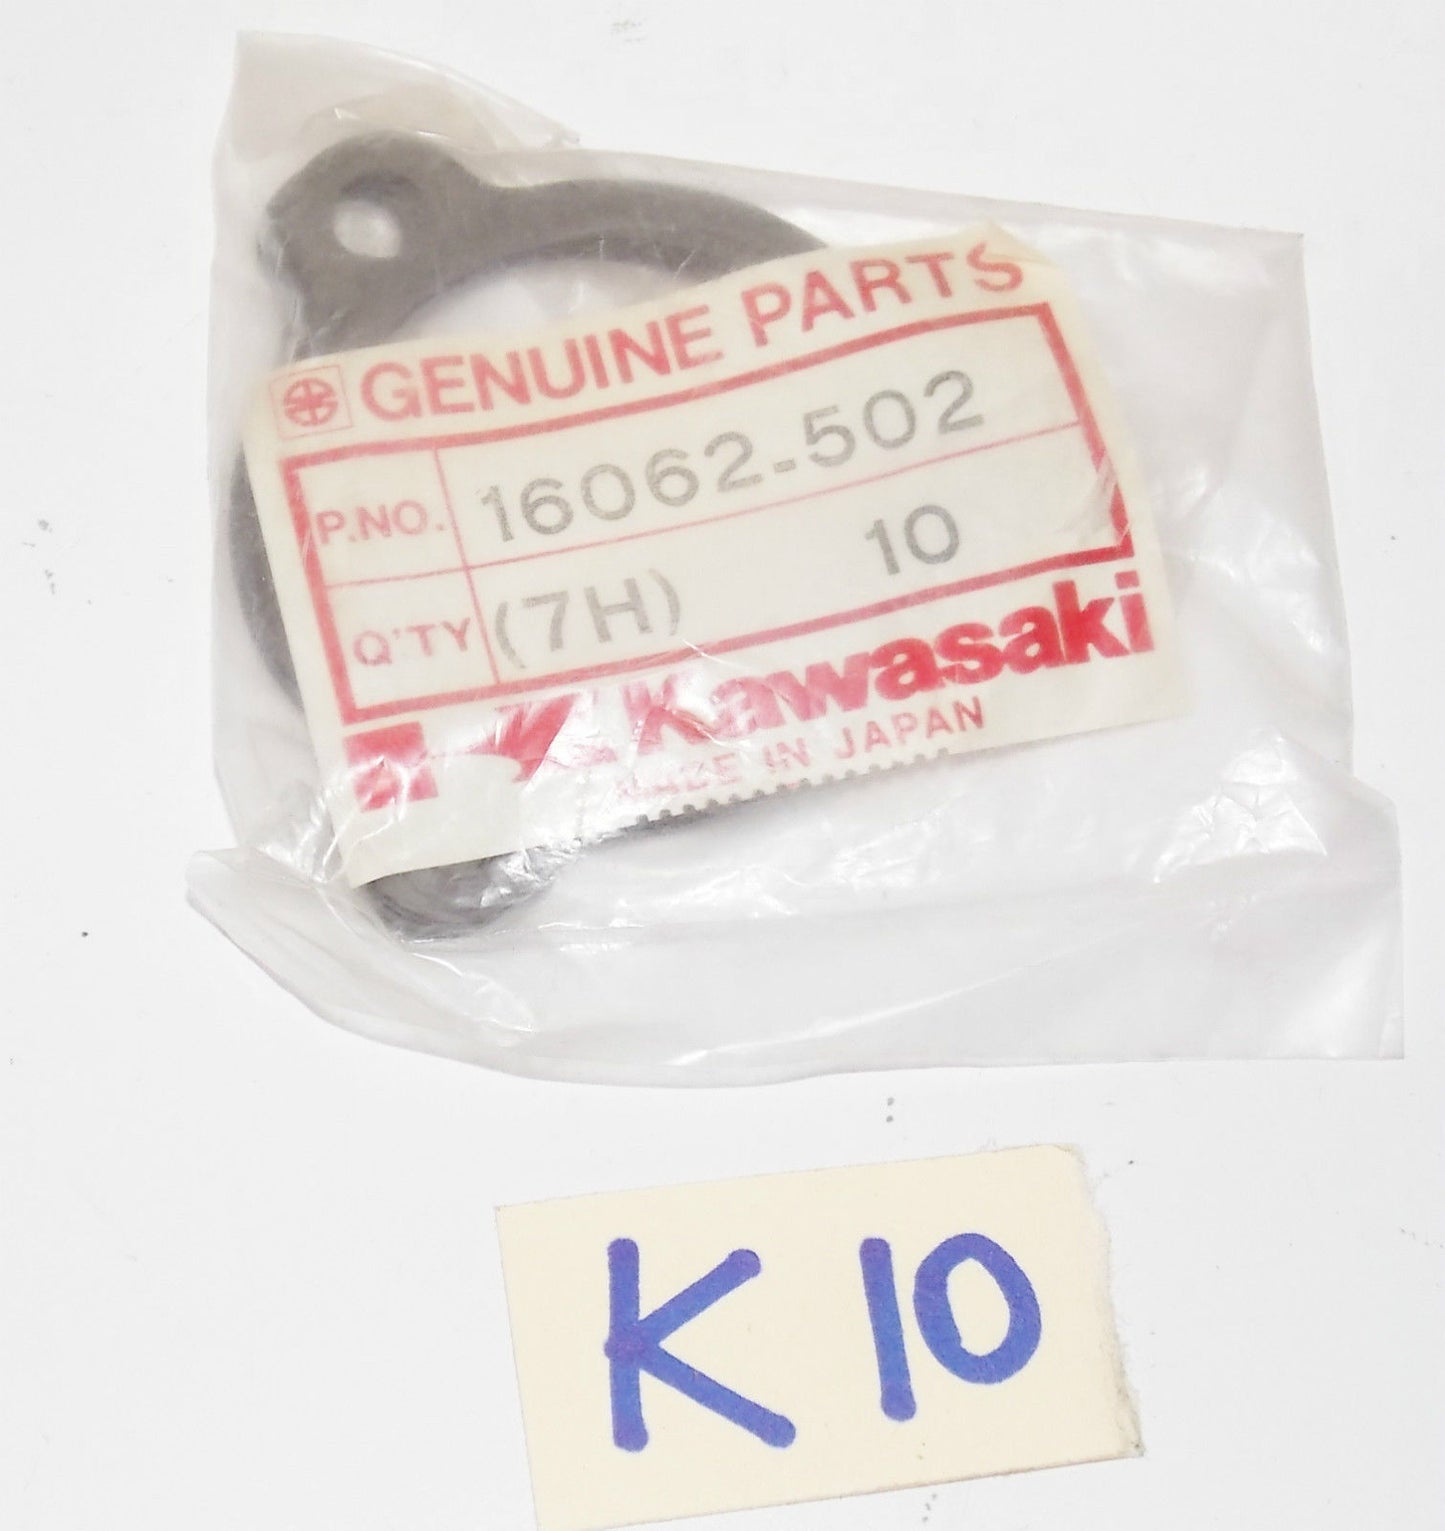 GENUINE PARTS
P.NO. 16062-502
Q'TY (7H) 10
Kawasaki
MADE IN JAPAN
K10